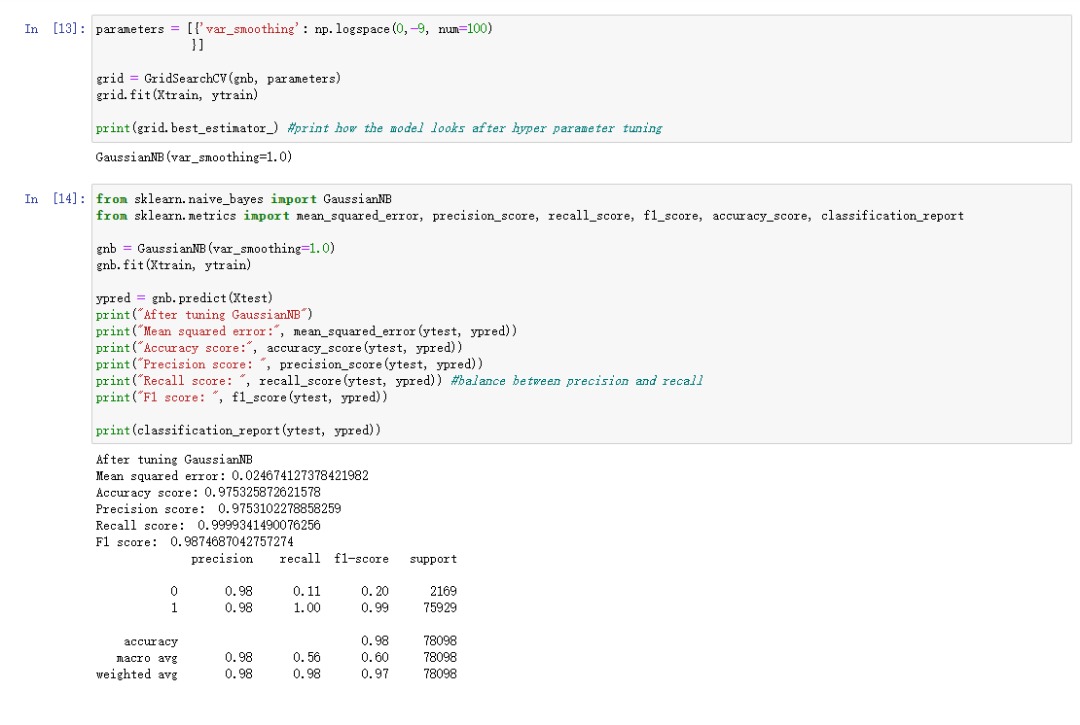 In [13]: parameters = [{'var_smoothing': np.logspace(0,-9, num=100)
}]
grid = GridSearchCV(gnb, parameters)
grid.fit(Xtrain, ytrain)
print(grid.best_estimator_) #print how the model looks after hyper parameter tuning
GaussianNB(var_smoothing=1.0)
In [14]: from sklearn.naive_bayes import GaussianNB
from sklearn.metrics import mean_squared_error, precision_score, recall_score, f1_score, accuracy_score, classification_report
gnb = GaussianNB(var_smoothing=1.0)
gnb.fit(Xtrain, ytrain)
ypred = gnb.predict(Xtest)
print("After tuning GaussianNB")
print("Mean squared error:", mean_squared_error(ytest, ypred))
print("Accuracy score:", accuracy_score(ytest, ypred))
print("Precision score: ", precision_score(ytest, ypred))
print("Recall score: ", recall_score(ytest, ypred)) #balance between precision and recall
print("F1 score: ", f1_score(ytest, ypred))
print(classification_report(ytest, ypred))
After tuning GaussianNB
Mean squared error: 0.024674127378421982
Accuracy score: 0.975325872621578
Precision score:  0.9753102278858259
Recall score:  0.9999341490076256
F1 score:  0.9874687042757274
precision recall f1-score support
0 0.98 0.11 0.20 2169
1 0.98 1.00 0.99 75929
accuracy 0.98 78098
macro avg 0.98 0.56 0.60 78098
weighted avg 0.98 0.98 0.97 78098